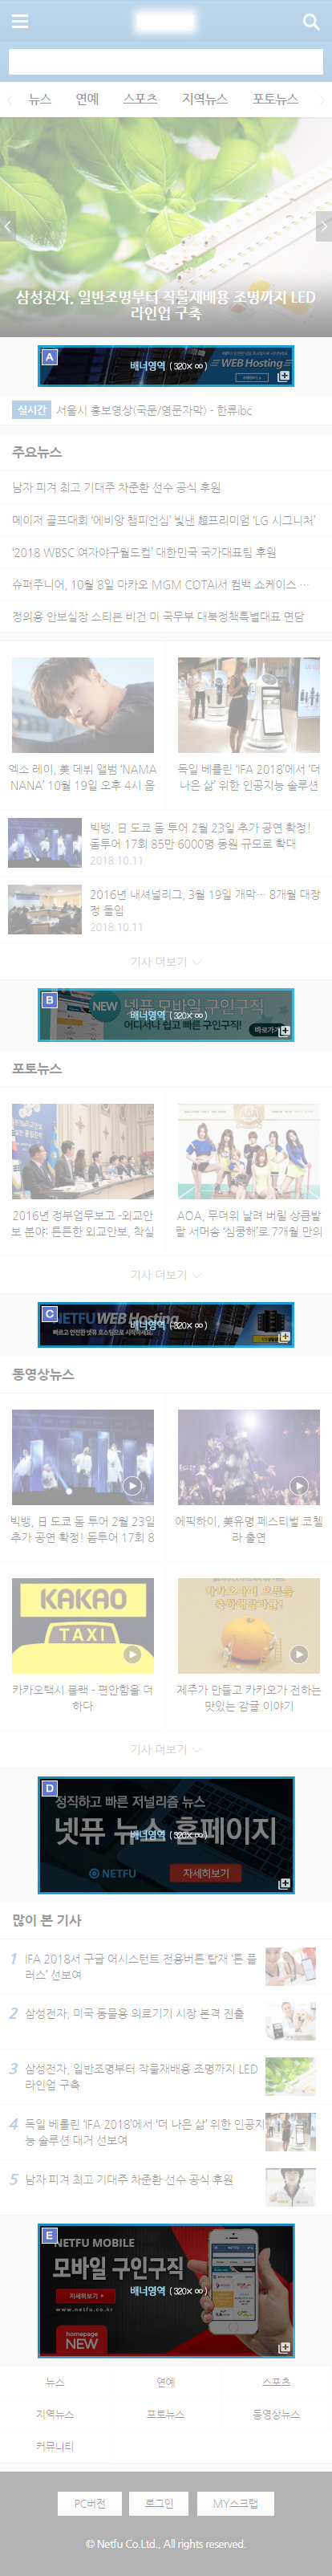 뉴스 연예 스포츠 지역뉴스 포토뉴스
삼성전자, 일반조명부터 작물재배용 조명까지 LED
라인업 구축
A
배너영역 (320×∞)
WEB Hosting
실시간 서울시 홍보영상(국문/영문자막) - 한류ibc
주요뉴스
남자 피겨 최고 기대주 차준환 선수 공식 후원
메이저 골프대회 '에비앙 챔피언십' 빛낸 超프리미엄 'LG 시그니처'
'2018 WBSC 여자야구월드컵' 대한민국 국가대표팀 후원
슈퍼주니어, 10월 8일 마카오 MGM COTAI서 컴백 쇼케이스 ···
정의용 안보실장 스티븐 비건 미 국무부 대북정책특별대표 면담
엑소 레이, 美 데뷔 앨범 'NAMA
NANA' 10월 19일 오후 4시 음
독일 베를린 'IFA 2018'에서 '더
나은 삶' 위한 인공지능 솔루션
빅뱅, 日 도쿄 돔 투어 2월 23일 추가 공연 확정!
돔투어 17회 85만 6000명 동원 규모로 확대
2018.10.11
2016년 내셔널리그, 3월 19일 개막··· 8개월 대장
정 돌입
2018.10.11
기사 더보기
B
NEW
넷푸 모바일 구인구직
배너영역 (320×∞)
어디서나 쉽고 빠른 구인구직!
바로가기
포토뉴스
2016년 정부업무보고 -외교안
보 분야: 튼튼한 외교안보, 착실
AOA, 무더위 날려 버릴 상큼발
랄 서머송 '심쿵해'로 7개월 만의
기사 더보기
C
NETFU WEB Hosting
배너영역 (320×∞)
빠르고 안전한 넷퓨 호스팅으로 시작하세요.
동영상뉴스
빅뱅, 日 도쿄 돔 투어 2월 23일
추가 공연 확정! 돔투어 17회 8
에픽하이, 美유명 페스티벌 코첼
라 출연
KAKAO
TAXI
카카오택시 블랙 - 편안함을 더
하다
제주가 만들고 카카오가 전하는
맛있는 감귤 이야기
기사 더보기
D
정직하고 빠른 저널리즘 뉴스
넷퓨 뉴스 홈페이지
배너영역 (320×∞)
NETFU
자세히보기
많이 본 기사
1 IFA 2018서 구글 어시스턴트 전용버튼 탑재 '톤 플
러스' 선보여
2 삼성전자, 미국 동물용 의료기기 시장 본격 진출
3 삼성전자, 일반조명부터 작물재배용 조명까지 LED
라인업 구축
4 독일 베를린 'IFA 2018'에서 '더 나은 삶' 위한 인공지
능 솔루션 대거 선보여
5 남자 피겨 최고 기대주 차준환 선수 공식 후원
E
NETFU MOBILE
모바일 구인구직
배너영역 (320×∞)
자세히보기
www.netfu.co.kr
homepage
NEW
뉴스 연예 스포츠
지역뉴스 포토뉴스 동영상뉴스
커뮤니티
PC버전 로그인 MY스크랩
© Netfu Co.Ltd., All rights reserved.